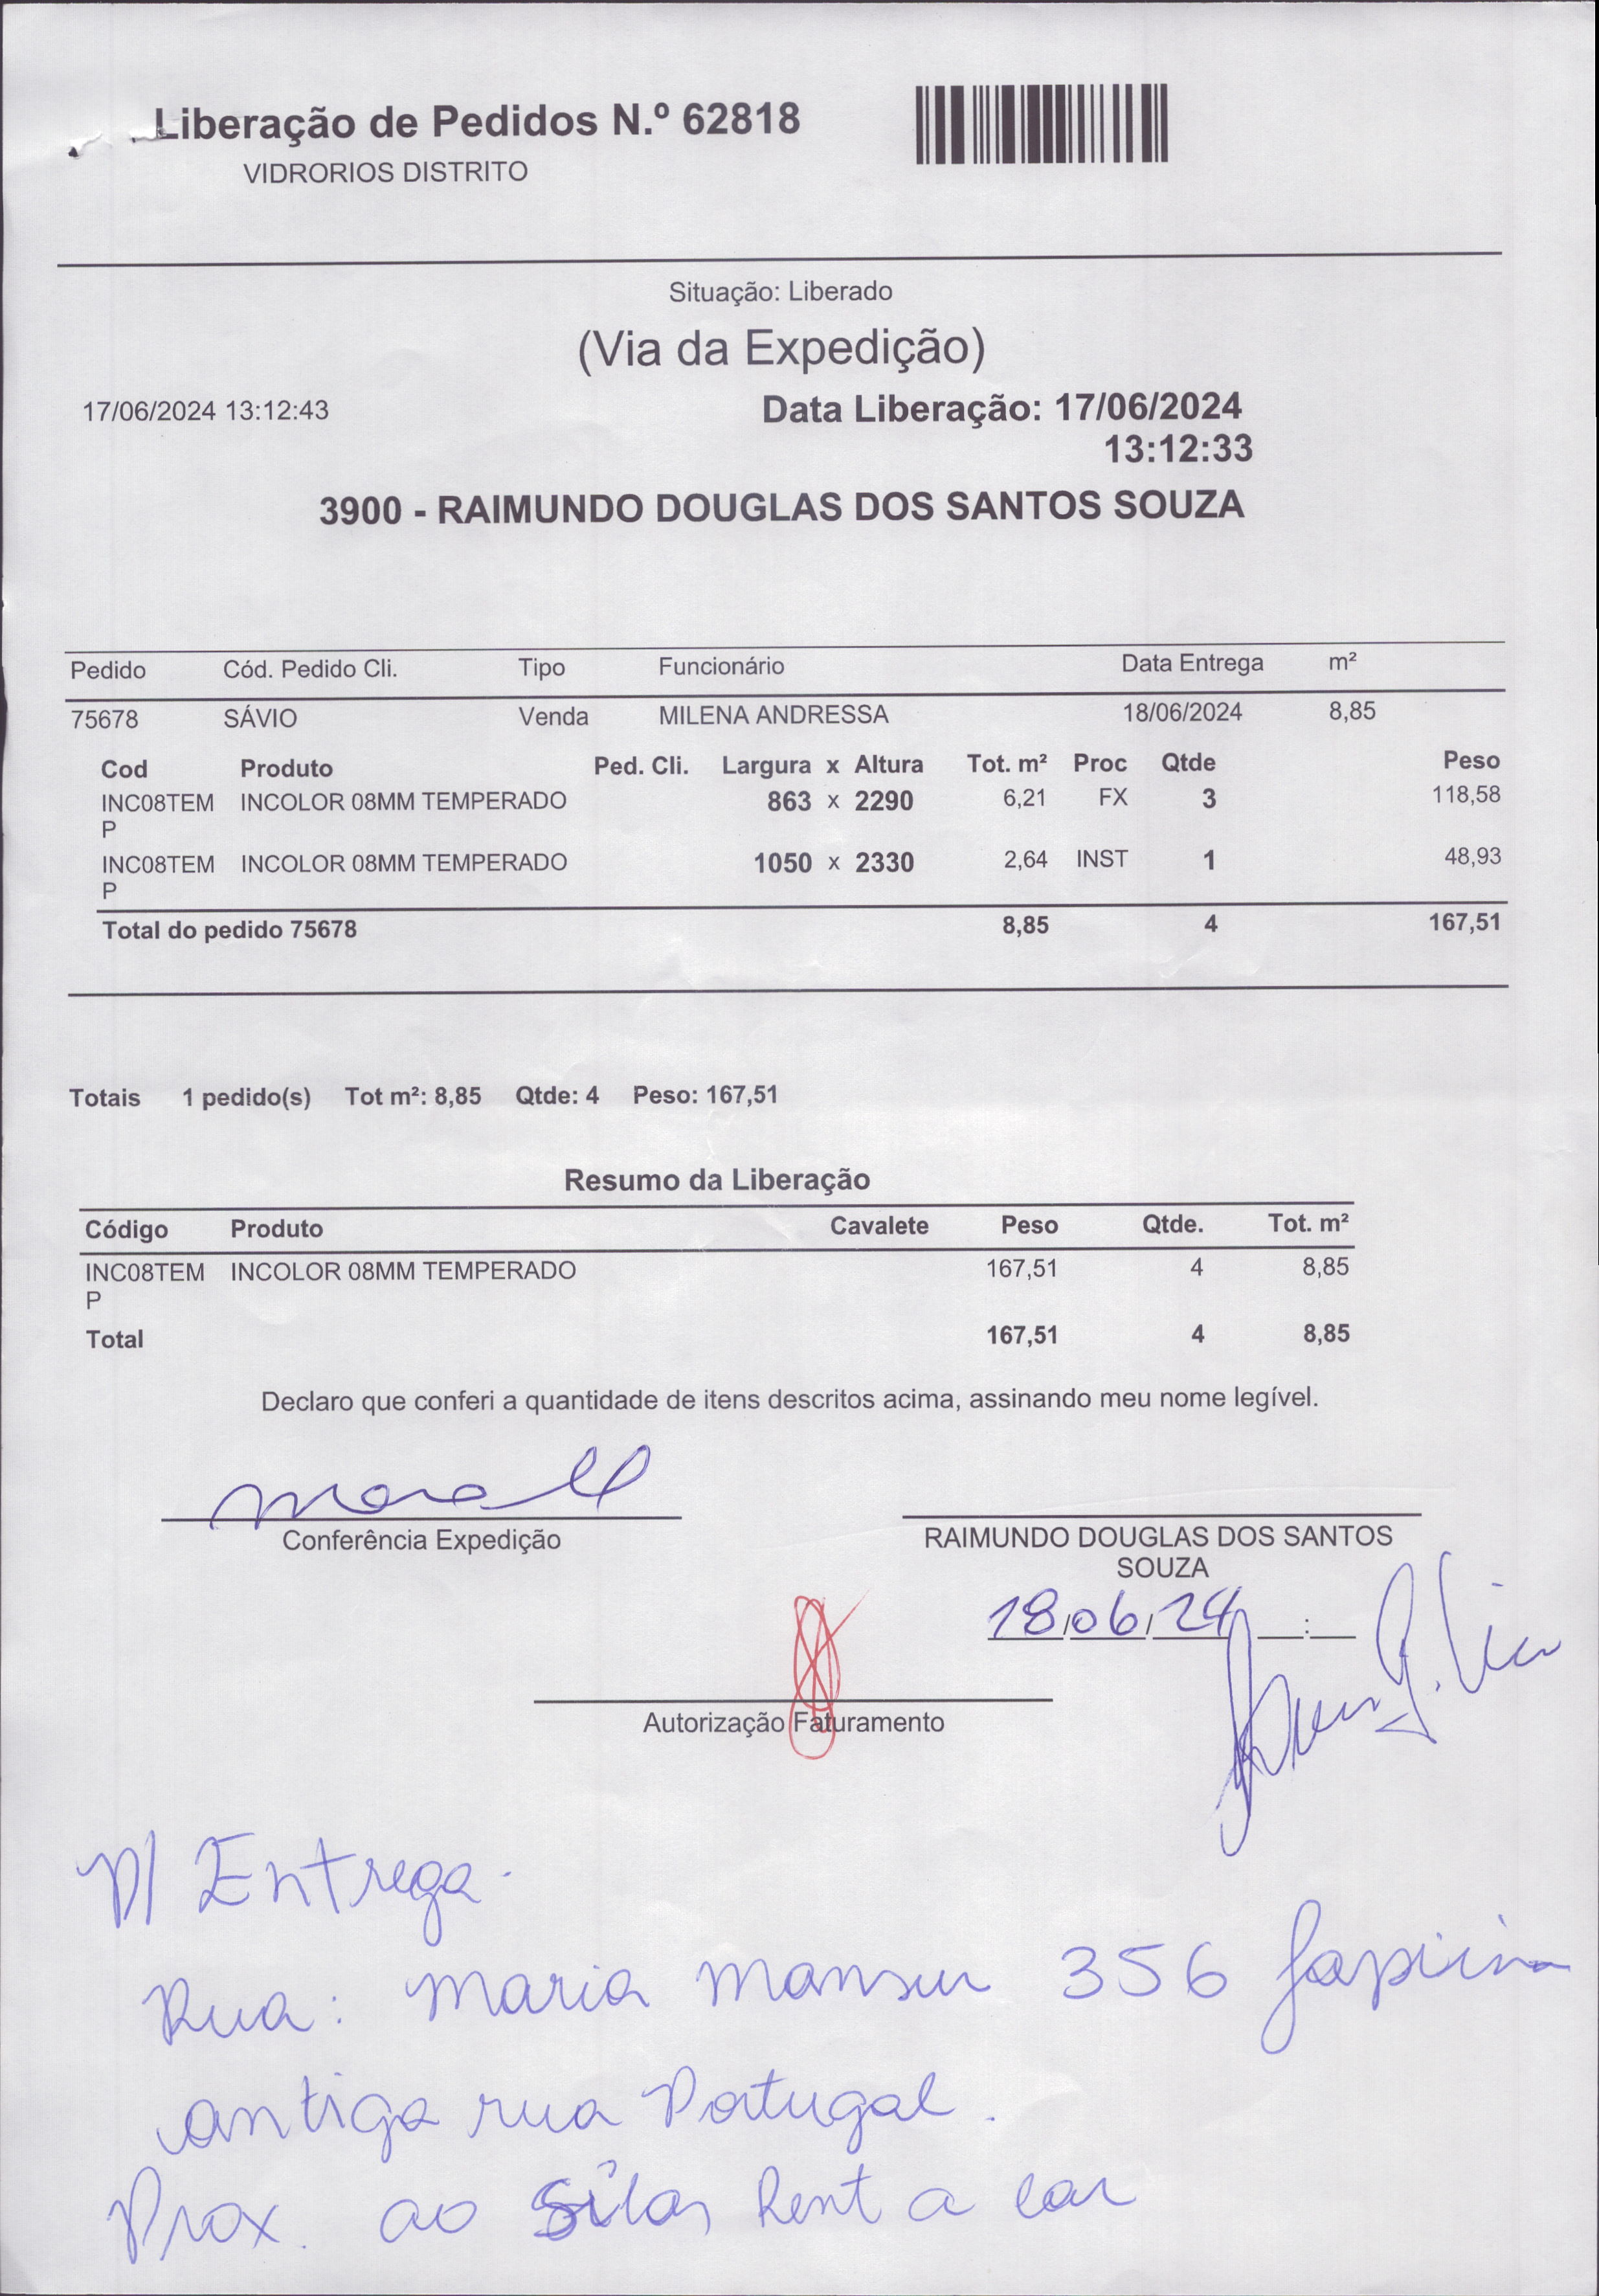 Liberação de Pedidos N.º 62818
VIDRORIOS DISTRITO
Situação: Liberado
(Via da Expedição)
17/06/2024 13:12:43
Data Liberação: 17/06/2024
13:12:33
3900 - RAIMUNDO DOUGLAS DOS SANTOS SOUZA
Pedido Cód. Pedido Cli. Tipo Funcionário Data Entrega m²
75678 SÁVIO Venda MILENA ANDRESSA 18/06/2024 8,85
Cod Produto Ped. Cli. Largura x Altura Tot. m² Proc Qtde Peso
INC08TEM INCOLOR 08MM TEMPERADO 863 x 2290 6,21 FX 3 118,58
P
INC08TEM INCOLOR 08MM TEMPERADO 1050 x 2330 2,64 INST 1 48,93
P
Total do pedido 75678 8,85 4 167,51
Totais 1 pedido(s) Tot m²: 8,85 Qtde: 4 Peso: 167,51
Resumo da Liberação
Código Produto Cavalete Peso Qtde. Tot. m²
INC08TEM INCOLOR 08MM TEMPERADO 167,51 4 8,85
P
Total 167,51 4 8,85
Declaro que conferi a quantidade de itens descritos acima, assinando meu nome legível.
Conferência Expedição
RAIMUNDO DOUGLAS DOS SANTOS
SOUZA
18/06/24 __:__
Autorização Faturamento
P/ Entrega.
Rua: Maria Mansur 356
antiga rua Portugal.
Prox. ao Silas Rent a car